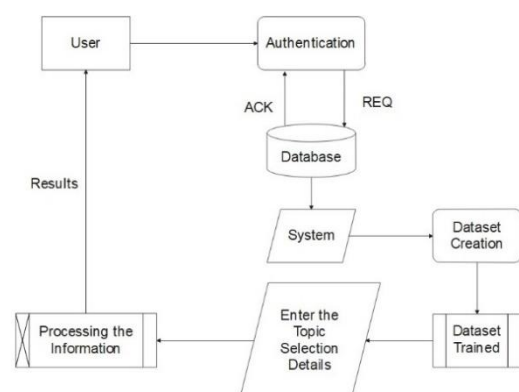 User
Authentication
ACK
REQ
Database
Results
System
Dataset
Creation
Processing the
Information
Enter the
Topic
Selection
Details
Dataset
Trained